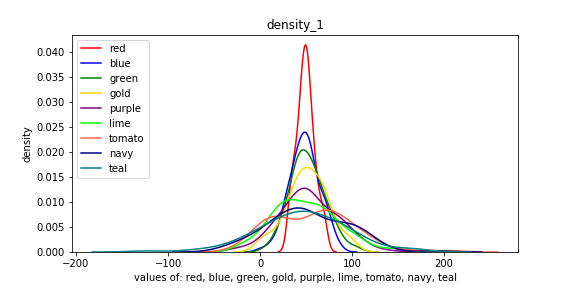 density_1
0.040
0.035
0.030
0.025
0.020
0.015
0.010
0.005
0.000
density
red
blue
green
gold
purple
lime
tomato
navy
teal
−200
−100
0
100
200
values of: red, blue, green, gold, purple, lime, tomato, navy, teal